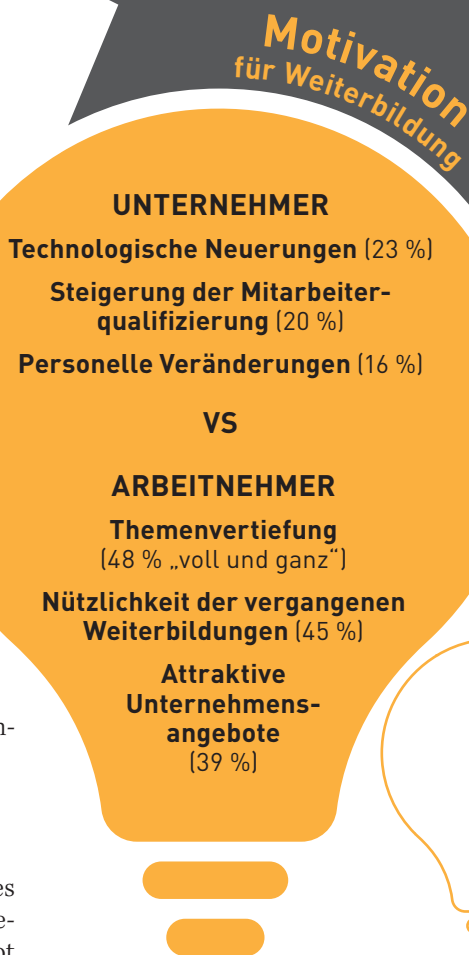 Motivation
für Weiterbildung
UNTERNEHMER
Technologische Neuerungen (23 %)
Steigerung der Mitarbeiter-
qualifizierung (20 %)
Personelle Veränderungen (16 %)
VS
ARBEITNEHMER
Themenvertiefung
(48 % „voll und ganz“)
Nützlichkeit der vergangenen
Weiterbildungen (45 %)
Attraktive
Unternehmens-
angebote
(39 %)